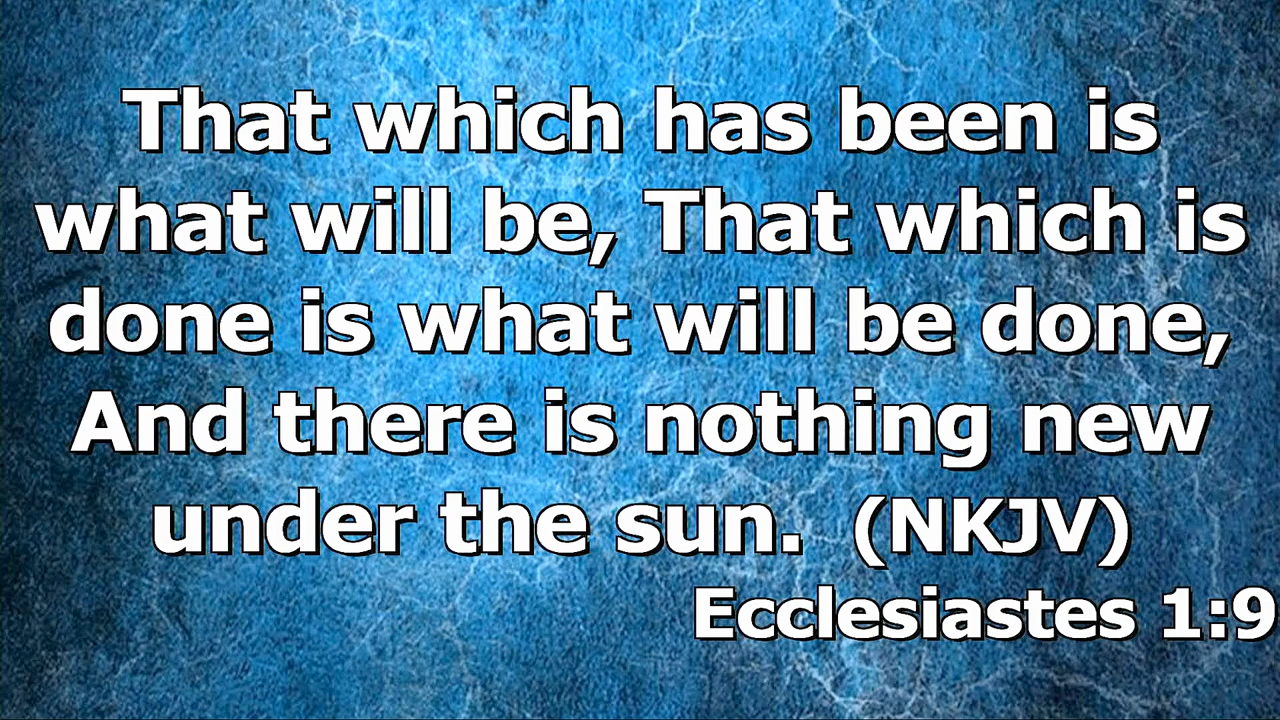 That which has been is
what will be, That which is
done is what will be done,
And there is nothing new
under the sun. (NKJV)
Ecclesiastes 1:9